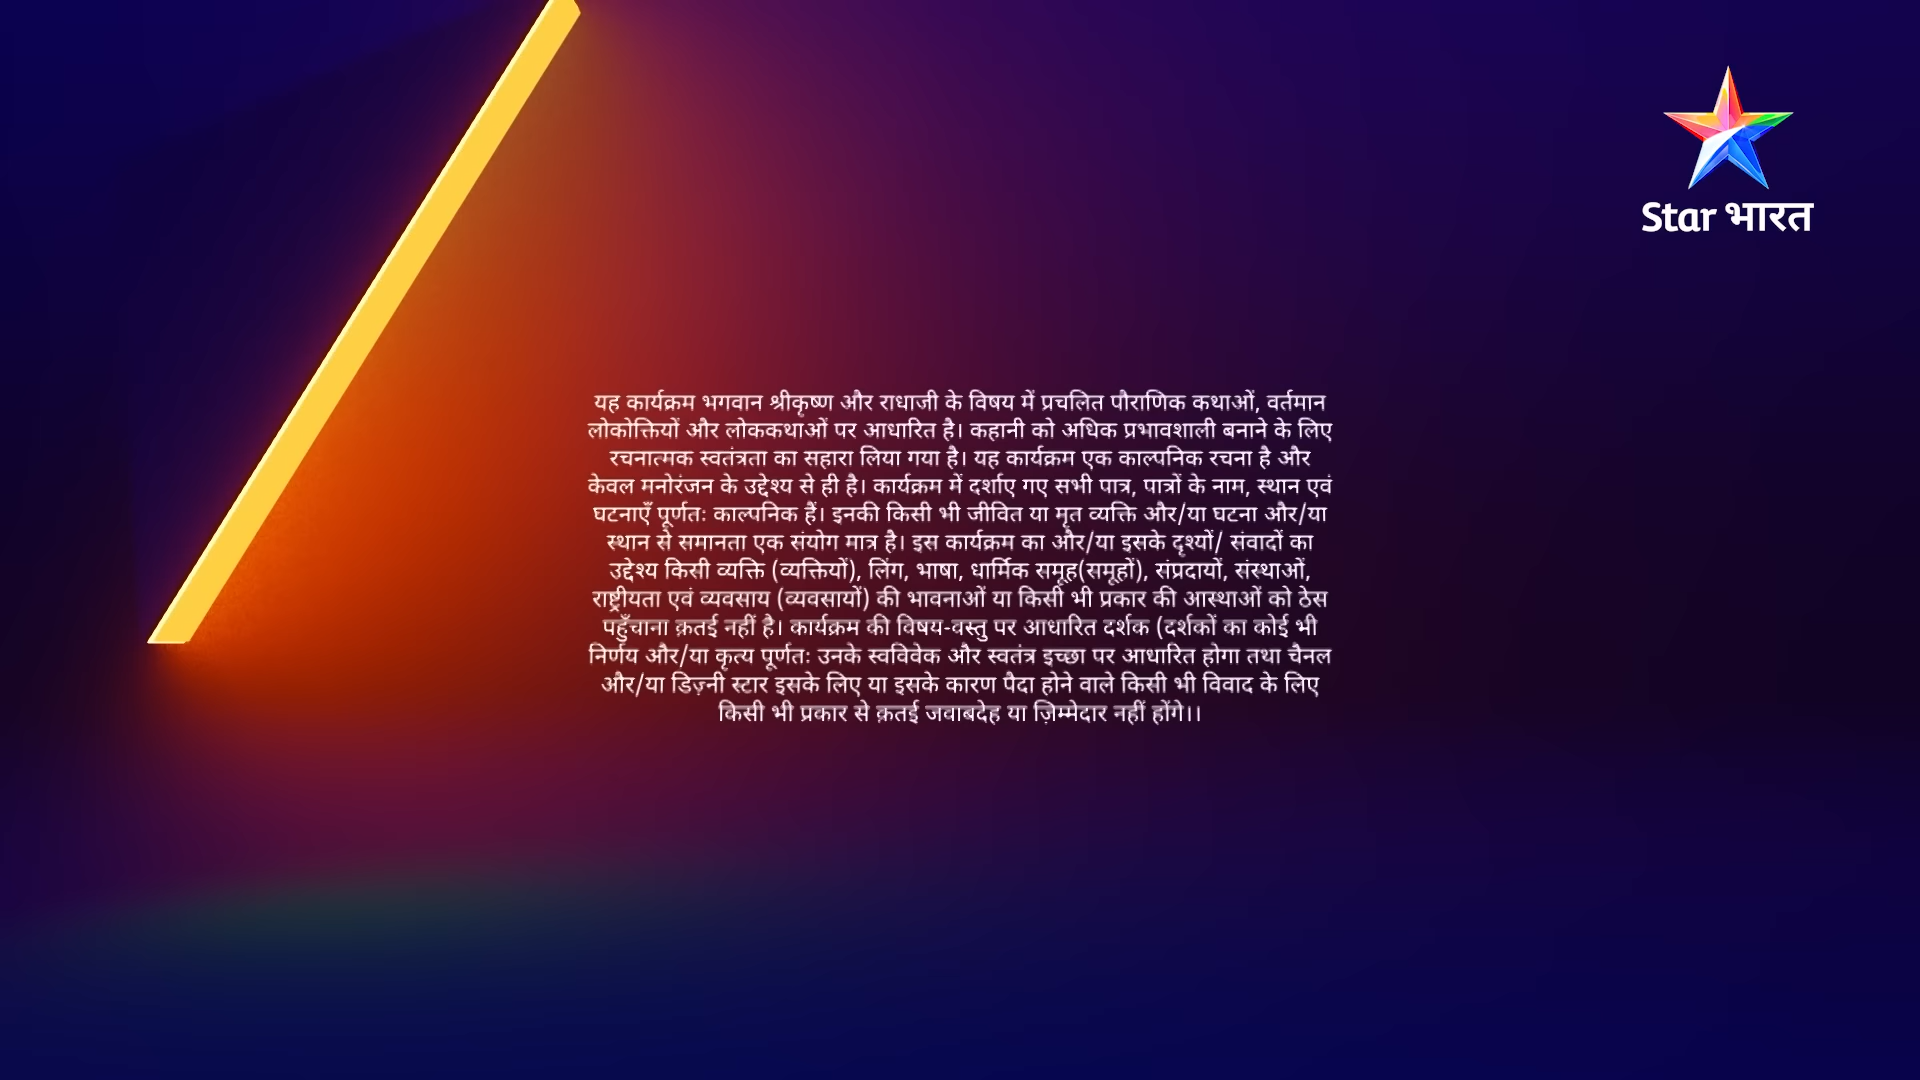 Star भारत
यह कार्यक्रम भगवान श्रीकृष्ण और राधाजी के विषय में प्रचलित पौराणिक कथाओं, वर्तमान
लोकोक्तियों और लोककथाओं पर आधारित है। कहानी को अधिक प्रभावशाली बनाने के लिए
रचनात्मक स्वतंत्रता का सहारा लिया गया है। यह कार्यक्रम एक काल्पनिक रचना है और
केवल मनोरंजन के उद्देश्य से ही है। कार्यक्रम में दर्शाए गए सभी पात्र, पात्रों के नाम, स्थान एवं
घटनाएँ पूर्णतः काल्पनिक हैं। इनकी किसी भी जीवित या मृत व्यक्ति और/या घटना और/या
स्थान से समानता एक संयोग मात्र है। इस कार्यक्रम का और/या इसके दृश्यों/ संवादों का
उद्देश्य किसी व्यक्ति (व्यक्तियों), लिंग, भाषा, धार्मिक समूह(समूहों), संप्रदायों, संस्थाओं,
राष्ट्रीयता एवं व्यवसाय (व्यवसायों) की भावनाओं या किसी भी प्रकार की आस्थाओं को ठेस
पहुँचाना क़तई नहीं है। कार्यक्रम की विषय-वस्तु पर आधारित दर्शक (दर्शकों का कोई भी
निर्णय और/या कृत्य पूर्णतः उनके स्वविवेक और स्वतंत्र इच्छा पर आधारित होगा तथा चैनल
और/या डिज़्नी स्टार इसके लिए या इसके कारण पैदा होने वाले किसी भी विवाद के लिए
किसी भी प्रकार से क़तई जवाबदेह या ज़िम्मेदार नहीं होंगे।।